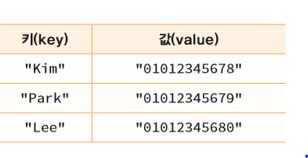 키(key) 값(value)
"Kim" "01012345678"
"Park" "01012345679"
"Lee" "01012345680"